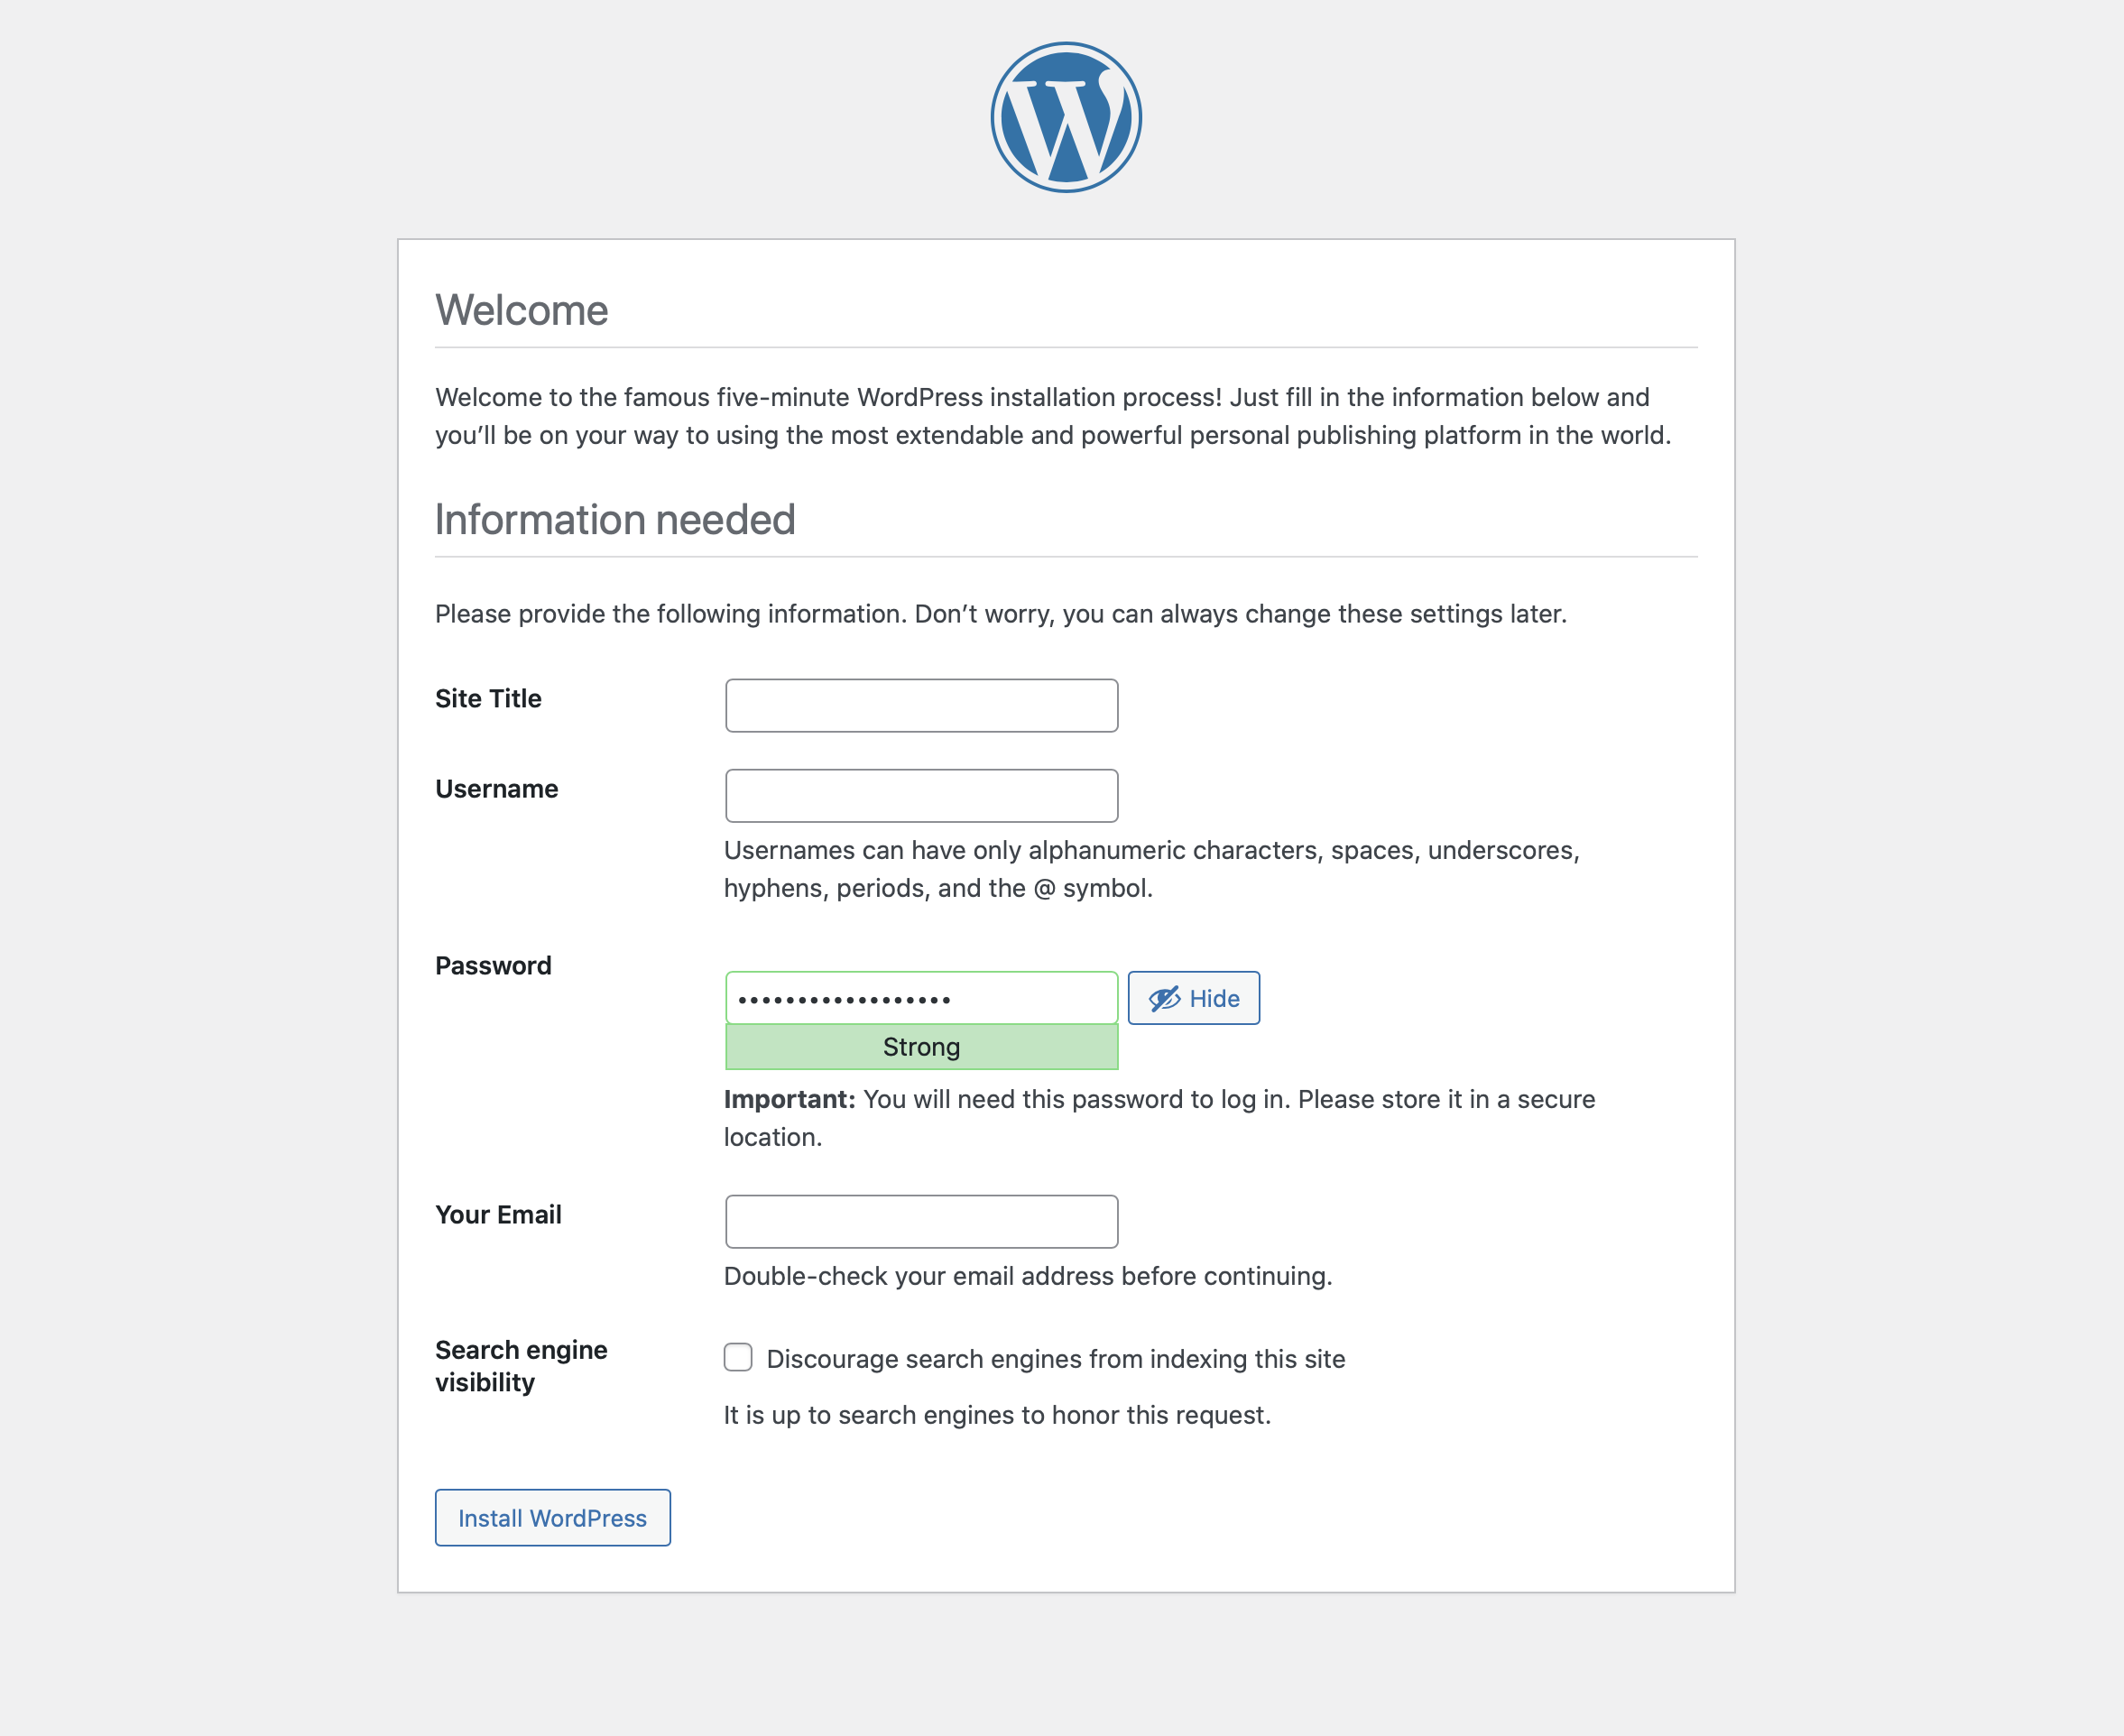 Welcome
Welcome to the famous five-minute WordPress installation process! Just fill in the information below and
you’ll be on your way to using the most extendable and powerful personal publishing platform in the world.
Information needed
Please provide the following information. Don’t worry, you can always change these settings later.
Site Title
Username
Usernames can have only alphanumeric characters, spaces, underscores,
hyphens, periods, and the @ symbol.
Password
••••••••••••••••••
Hide
Strong
Important: You will need this password to log in. Please store it in a secure
location.
Your Email
Double-check your email address before continuing.
Search engine
visibility
Discourage search engines from indexing this site
It is up to search engines to honor this request.
Install WordPress